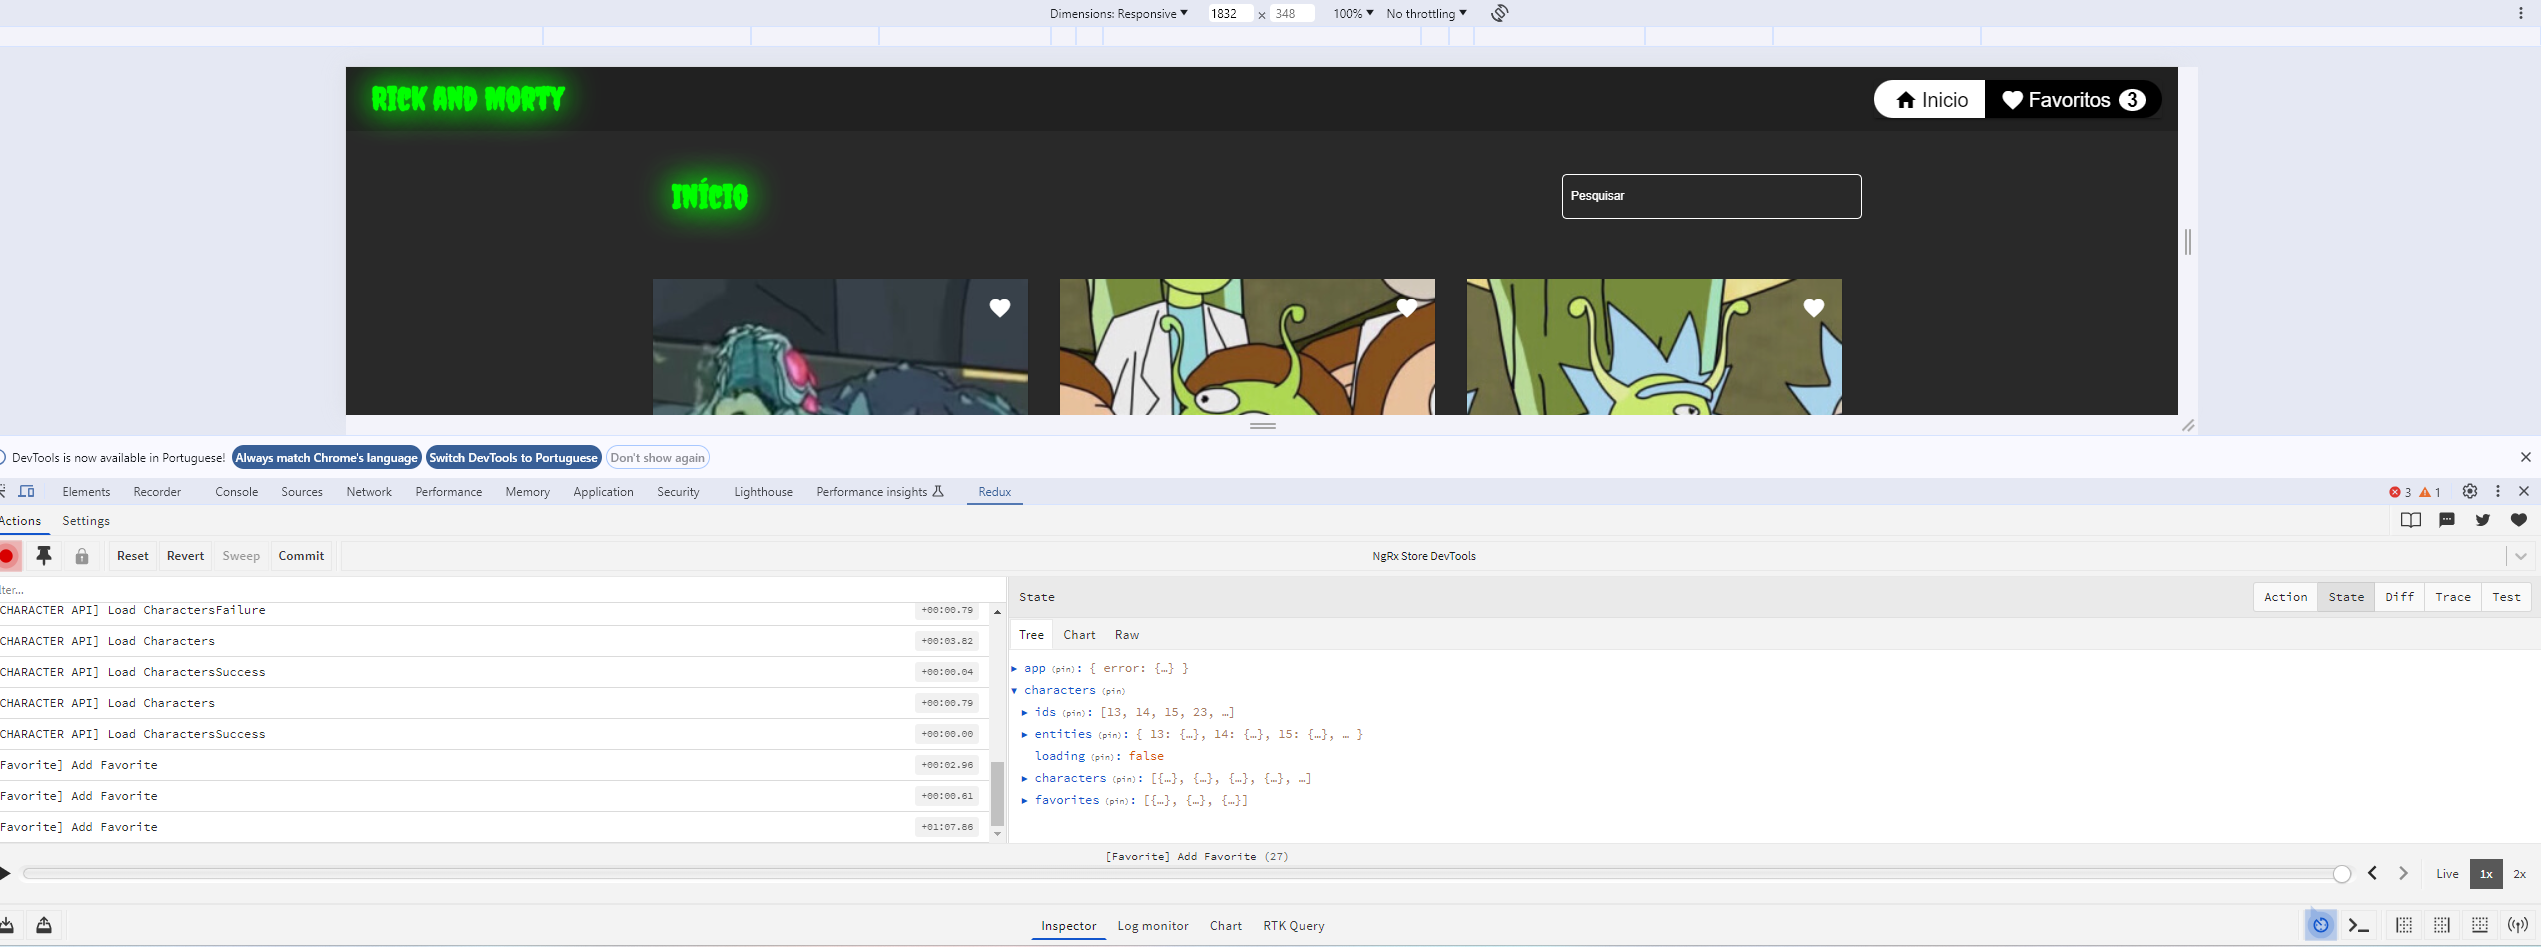 Dimensions: Responsive ▼ 1832 x 348 100% ▼ No throttling ▼
RICK AND MORTY
Inicio Favoritos 3
INÍCIO
Pesquisar
DevTools is now available in Portuguese! Always match Chrome's language Switch DevTools to Portuguese Don't show again
Elements Recorder Console Sources Network Performance Memory Application Security Lighthouse Performance insights Redux 3 1
Actions Settings
Reset Revert Sweep Commit NgRx Store DevTools
lter...
State Action State Diff Trace Test
CHARACTER API] Load CharactersFailure +00:00.79
CHARACTER API] Load Characters +00:03.82
CHARACTER API] Load CharactersSuccess +00:00.04
CHARACTER API] Load Characters +00:00.79
CHARACTER API] Load CharactersSuccess +00:00.00
Favorite] Add Favorite +00:02.96
Favorite] Add Favorite +00:00.61
Favorite] Add Favorite +01:07.86
Tree Chart Raw
▶ app (pin): { error: {…} }
▼ characters (pin)
▶ ids (pin): [13, 14, 15, 23, …]
▶ entities (pin): { 13: {…}, 14: {…}, 15: {…}, … }
loading (pin): false
▶ characters (pin): [{…}, {…}, {…}, {…}, …]
▶ favorites (pin): [{…}, {…}, {…}]
[Favorite] Add Favorite (27)
Live 1x 2x
Inspector Log monitor Chart RTK Query